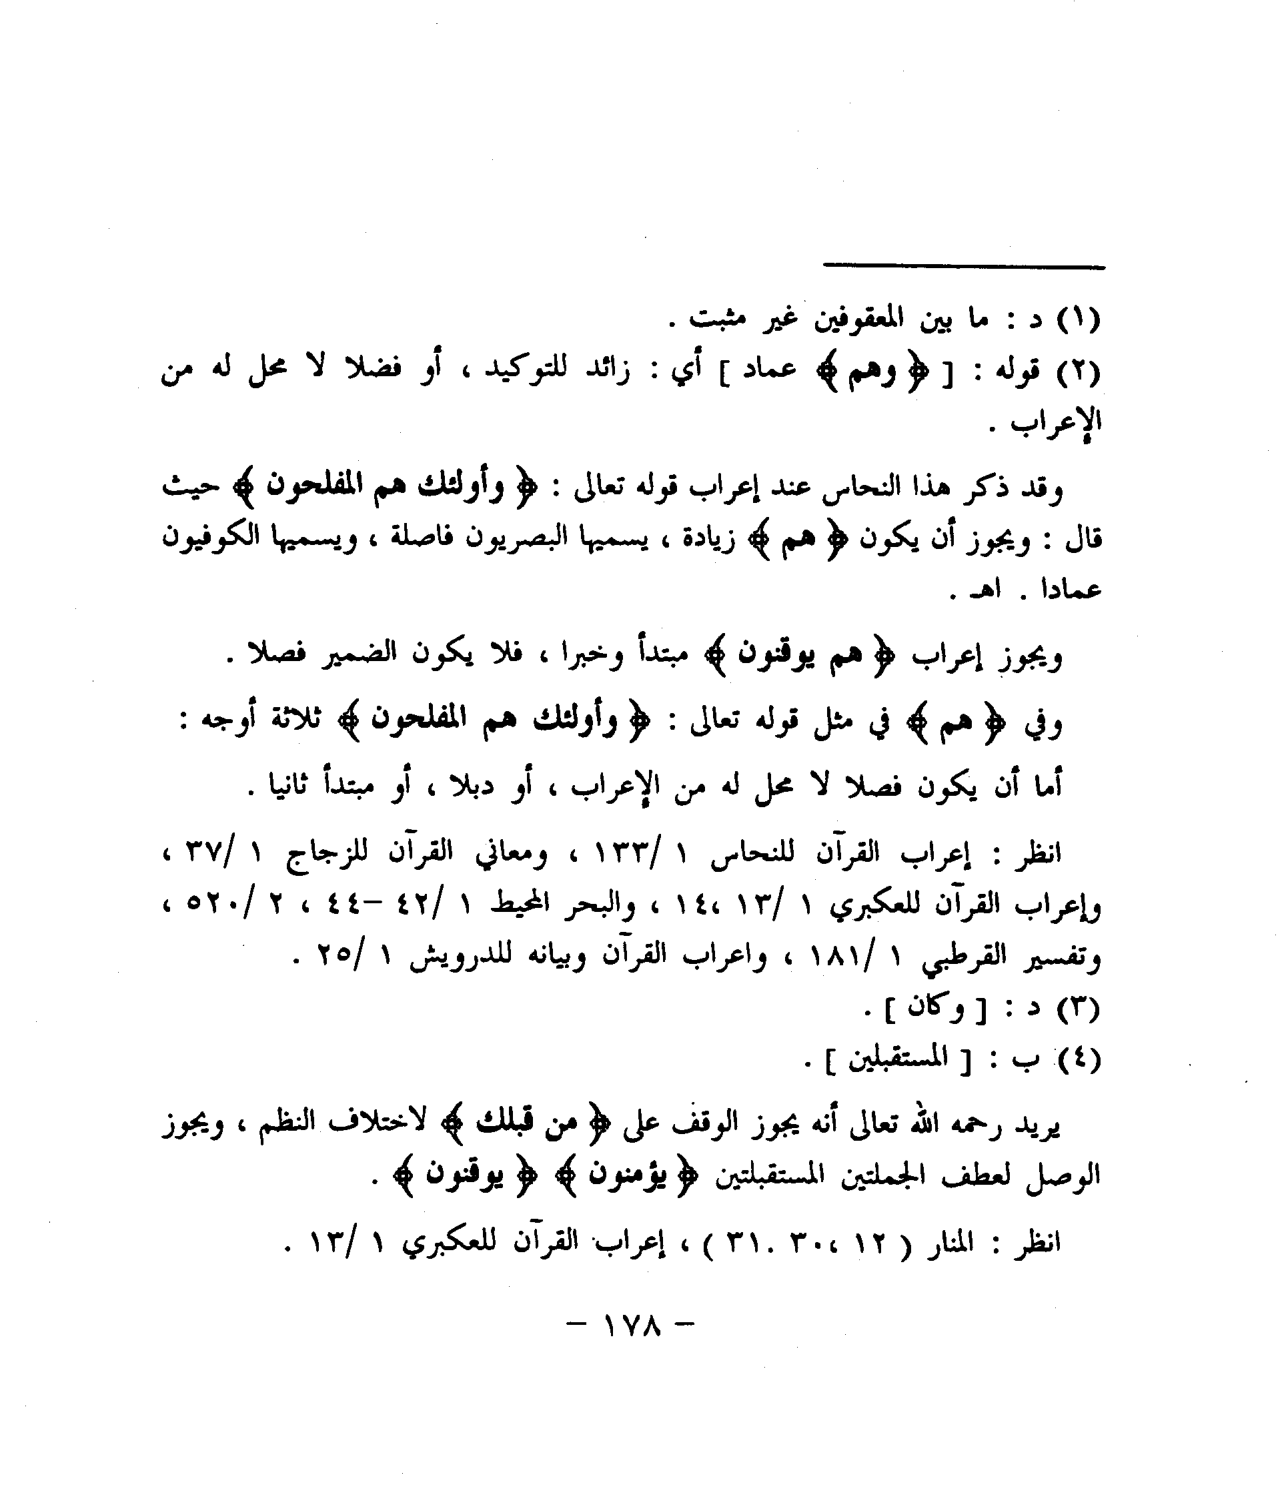 (١) د : ما بين المعقوفين غير مثبت .
(٢) قوله : [ ﴿ وهم ﴾ عماد ] أي : زائد للتوكيد ، أو فضلا لا محل له من
الإعراب .
وقد ذكر هذا النحاس عند إعراب قوله تعالى : ﴿ وأولئك هم المفلحون ﴾ حيث
قال : ويجوز أن يكون ﴿ هم ﴾ زيادة ، يسميها البصريون فاصلة ، ويسميها الكوفيون
عمادا . اهـ .
ويجوز إعراب ﴿ هم يوقنون ﴾ مبتدأ وخبرا ، فلا يكون الضمير فصلا .
وفي ﴿ هم ﴾ في مثل قوله تعالى : ﴿ وأولئك هم المفلحون ﴾ ثلاثة أوجه :
أما أن يكون فصلا لا محل له من الإعراب ، أو دبلا ، أو مبتدأ ثانيا .
انظر : إعراب القرآن للنحاس ١ /١٣٣ ، ومعاني القرآن للزجاج ١ /٣٧ ،
وإعراب القرآن للعكبري ١ /١٣ ،١٤ ، والبحر المحيط ١ /٤٢ –٤٤ ، ٢ /٥٢٠ ،
وتفسير القرطبي ١ /١٨١ ، واعراب القرآن وبيانه للدرويش ١ /٢٥ .
(٣) د : [ وكان ] .
(٤) ب : [ المستقبلين ] .
يريد رحمه الله تعالى أنه يجوز الوقف على ﴿ من قبلك ﴾ لاختلاف النظم ، ويجوز
الوصل لعطف الجملتين المستقبلتين ﴿ يؤمنون ﴾ ﴿ يوقنون ﴾ .
انظر : المنار ( ١٢ ،٣٠ .٣١ ) ، إعراب القرآن للعكبري ١ /١٣ .
– ١٧٨ –